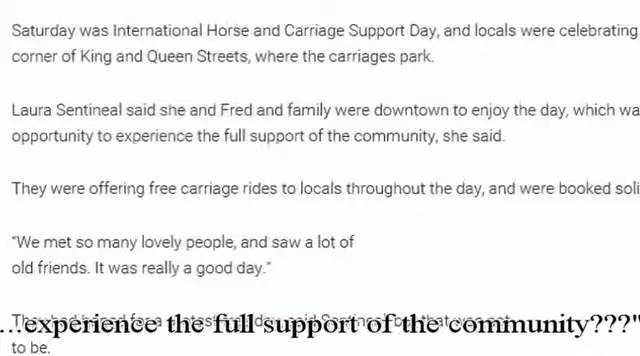 Saturday was International Horse and Carriage Support Day, and locals were celebrating
corner of King and Queen Streets, where the carriages park.
Laura Sentineal said she and Fred and family were downtown to enjoy the day, which wa
opportunity to experience the full support of the community, she said.
They were offering free carriage rides to locals throughout the day, and were booked soli
"We met so many lovely people, and saw a lot of
old friends. It was really a good day."
...experience the full support of the community???"
to be.